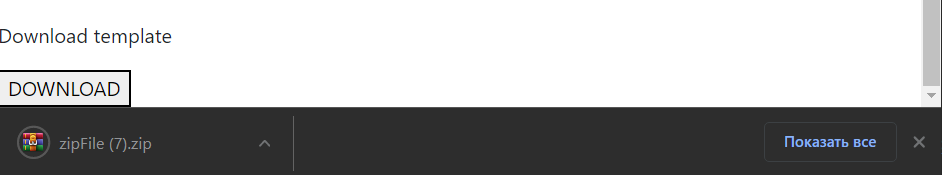 Download template
DOWNLOAD
zipFile (7).zip
Показать все